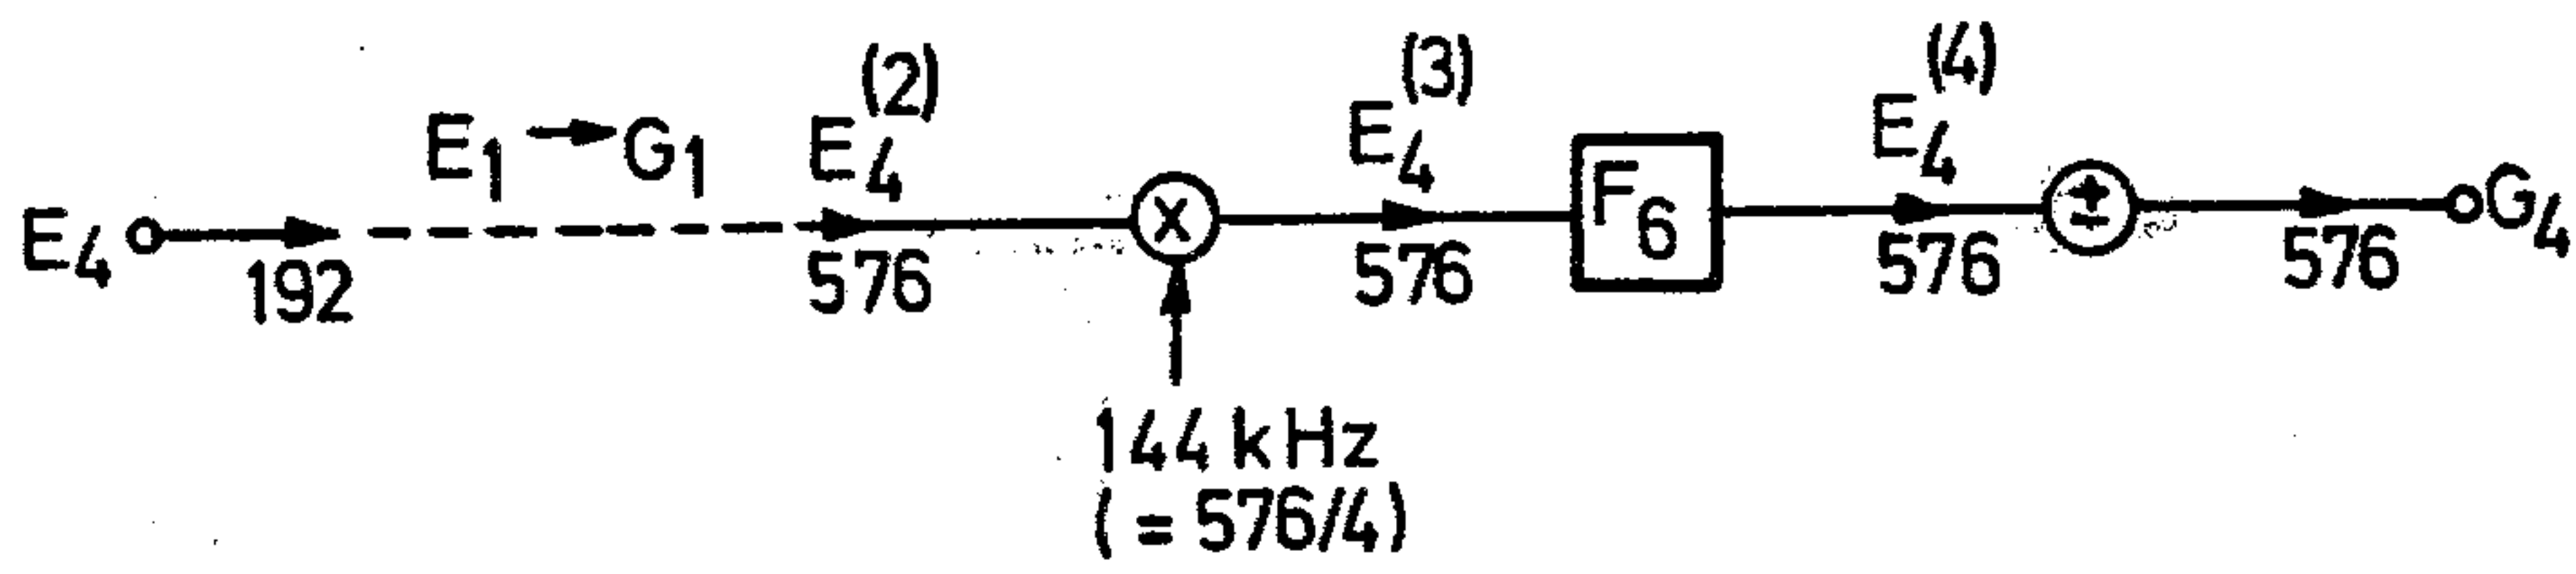 E4 192 E1 → G1 E4(2) 576 X E4(3) 576 F6 E4(4) 576 ± 576 G4
144 kHz
( = 576/4)